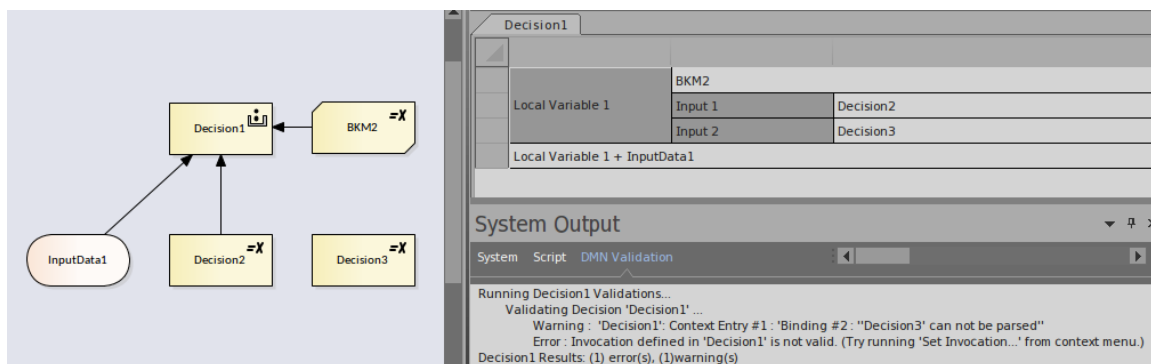 Decision1
BKM2
=X
InputData1
Decision2
=X
Decision3
=X
Decision1
BKM2
Local Variable 1
Input 1
Decision2
Input 2
Decision3
Local Variable 1 + InputData1
System Output
System Script DMN Validation
Running Decision1 Validations...
Validating Decision 'Decision1' ...
Warning : 'Decision1': Context Entry #1 : 'Binding #2 : ''Decision3' can not be parsed''
Error : Invocation defined in 'Decision1' is not valid. (Try running 'Set Invocation...' from context menu.)
Decision1 Results: (1) error(s), (1)warning(s)